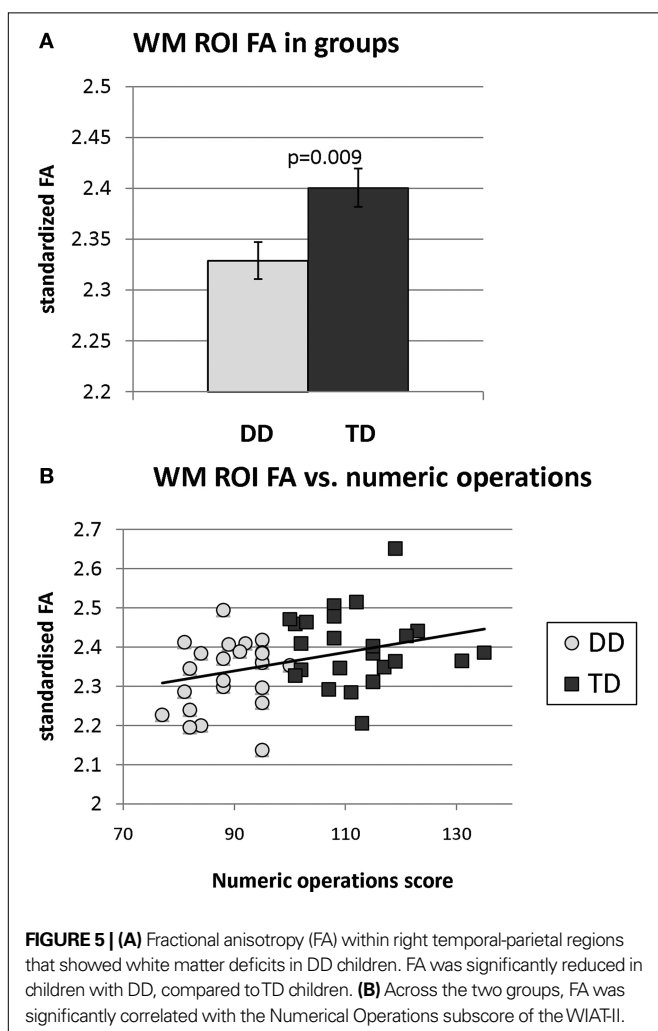 A WM ROI FA in groups
2.5
2.45
2.4
2.35
2.3
2.25
2.2
standardized FA
p=0.009
DD TD
B WM ROI FA vs. numeric operations
2.7
2.6
2.5
2.4
2.3
2.2
2.1
2
standardised FA
70 90 110 130
Numeric operations score
DD
TD
FIGURE 5 | (A) Fractional anisotropy (FA) within right temporal-parietal regions
that showed white matter deficits in DD children. FA was significantly reduced in
children with DD, compared to TD children. (B) Across the two groups, FA was
significantly correlated with the Numerical Operations subscore of the WIAT-II.